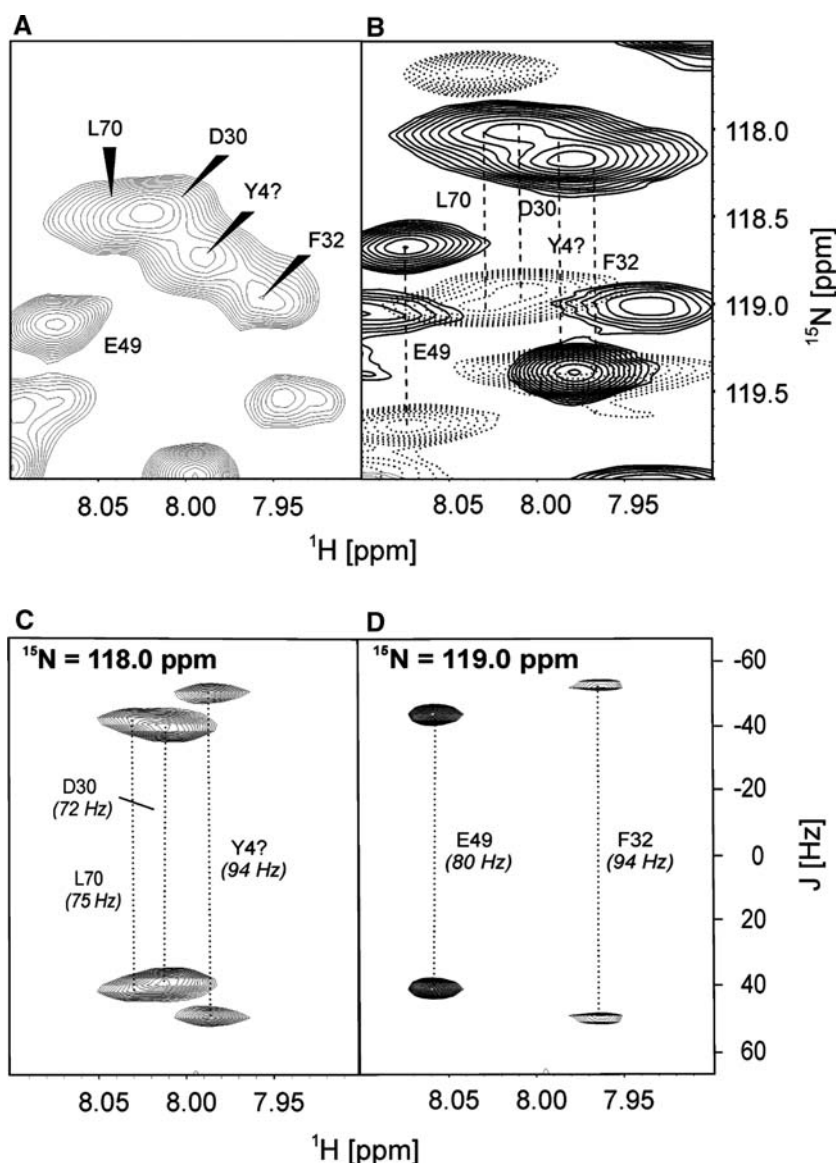 A
B
L70
D30
Y4?
F32
E49
L70
D30
Y4?
F32
E49
118.0
118.5
119.0
119.5
15N [ppm]
8.05 8.00 7.95
8.05 8.00 7.95
1H [ppm]
C
D
15N = 118.0 ppm
15N = 119.0 ppm
D30
(72 Hz)
L70
(75 Hz)
Y4?
(94 Hz)
E49
(80 Hz)
F32
(94 Hz)
-60
-40
-20
0
20
40
60
J [Hz]
8.05 8.00 7.95
8.05 8.00 7.95
1H [ppm]